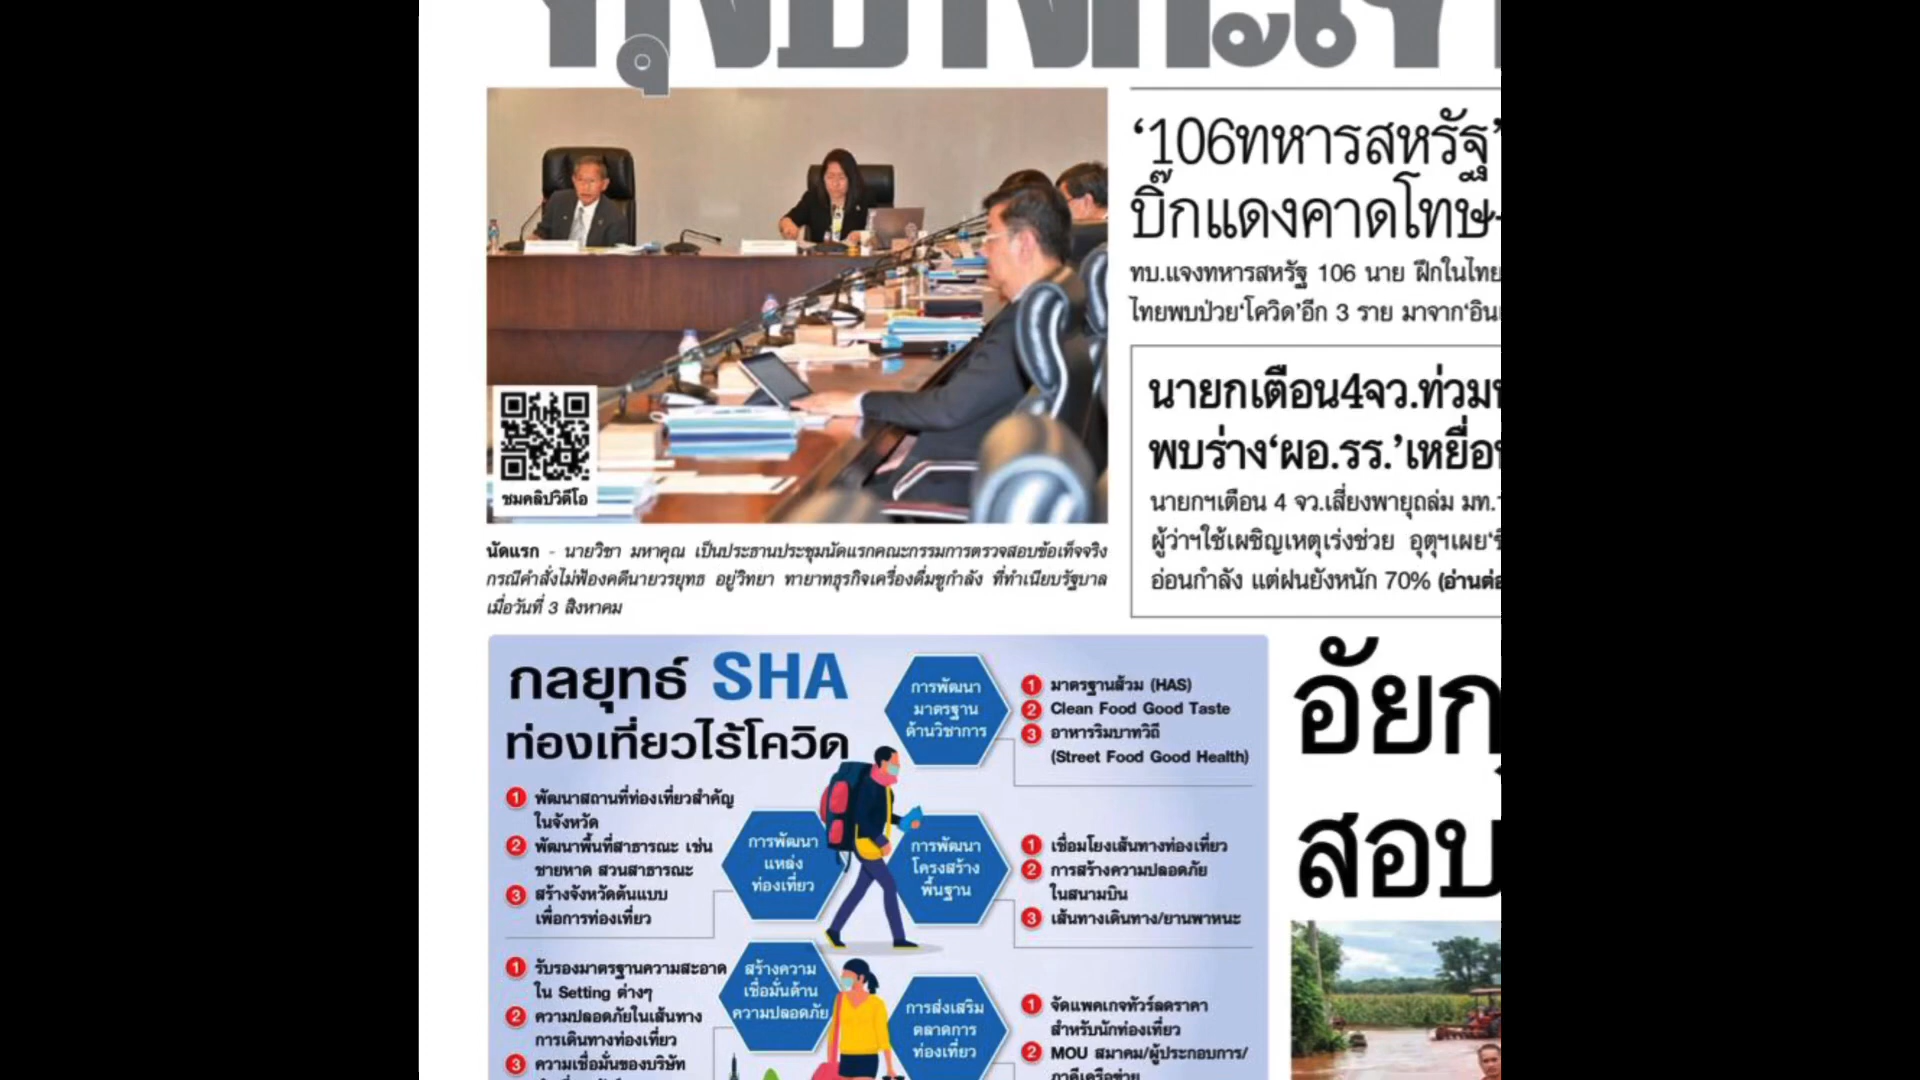 '106ทหารสหรัฐ'
บิ๊กแดงคาดโทษ-
ทบ.แจงทหารสหรัฐ 106 นาย ฝึกในไทย
ไทยพบป่วย'โควิด'อีก 3 ราย มาจาก'อิน
นายกเตือน4จว.ท่วม
พบร่าง'ผอ.รร.'เหยื่อ
นายกฯเตือน 4 จว.เสี่ยงพายุถล่ม มท.
ผู้ว่าฯใช้เผชิญเหตุเร่งช่วย อุตุฯเผย'
อ่อนกำลัง แต่ฝนยังหนัก 70% (อ่านต่อ
ชมคลิปวิดีโอ
นัดแรก - นายวิชา มหาคุณ เป็นประธานประชุมนัดแรกคณะกรรมการตรวจสอบข้อเท็จจริง
กรณีคำสั่งไม่ฟ้องคดีนายวรยุทธ อยู่วิทยา ทายาทธุรกิจเครื่องดื่มชูกำลัง ที่ทำเนียบรัฐบาล
เมื่อวันที่ 3 สิงหาคม
กลยุทธ์ SHA
ท่องเที่ยวไร้โควิด
การพัฒนา
มาตรฐาน
ด้านวิชาการ
1 มาตรฐานส้วม (HAS)
2 Clean Food Good Taste
3 อาหารริมบาทวิถี
(Street Food Good Health)
1 พัฒนาสถานที่ท่องเที่ยวสำคัญ
ในจังหวัด
2 พัฒนาพื้นที่สาธารณะ เช่น
ชายหาด สวนสาธารณะ
3 สร้างจังหวัดต้นแบบ
เพื่อการท่องเที่ยว
การพัฒนา
แหล่ง
ท่องเที่ยว
การพัฒนา
โครงสร้าง
พื้นฐาน
1 เชื่อมโยงเส้นทางท่องเที่ยว
2 การสร้างความปลอดภัย
ในสนามบิน
3 เส้นทางเดินทาง/ยานพาหนะ
1 รับรองมาตรฐานความสะอาด
ใน Setting ต่างๆ
2 ความปลอดภัยในเส้นทาง
การเดินทางท่องเที่ยว
3 ความเชื่อมั่นของบริษัท
สร้างความ
เชื่อมั่นด้าน
ความปลอดภัย
การส่งเสริม
ตลาดการ
ท่องเที่ยว
1 จัดแพคเกจทัวร์ลดราคา
สำหรับนักท่องเที่ยว
2 MOU สมาคม/ผู้ประกอบการ/
ภาคีเครือข่าย
อัยก
สอบ